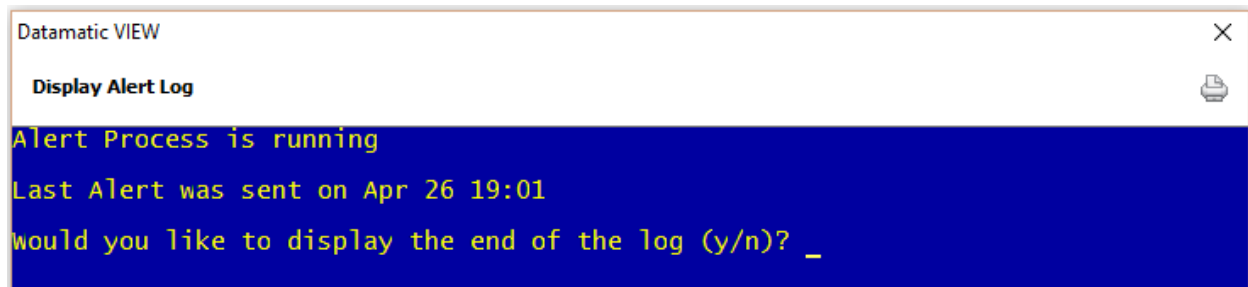 Datamatic VIEW
Display Alert Log
Alert Process is running
Last Alert was sent on Apr 26 19:01
Would you like to display the end of the log (y/n)? _